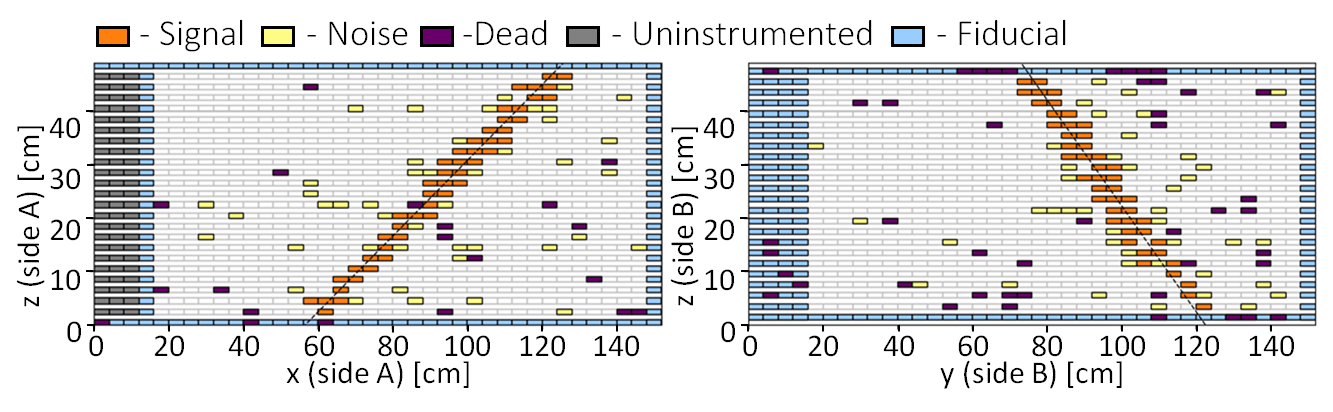 - Signal - Noise -Dead - Uninstrumented - Fiducial
z (side A) [cm]
40
30
20
10
0
0 20 40 60 80 100 120 140
x (side A) [cm]
z (side B) [cm]
40
30
20
10
0
0 20 40 60 80 100 120 140
y (side B) [cm]